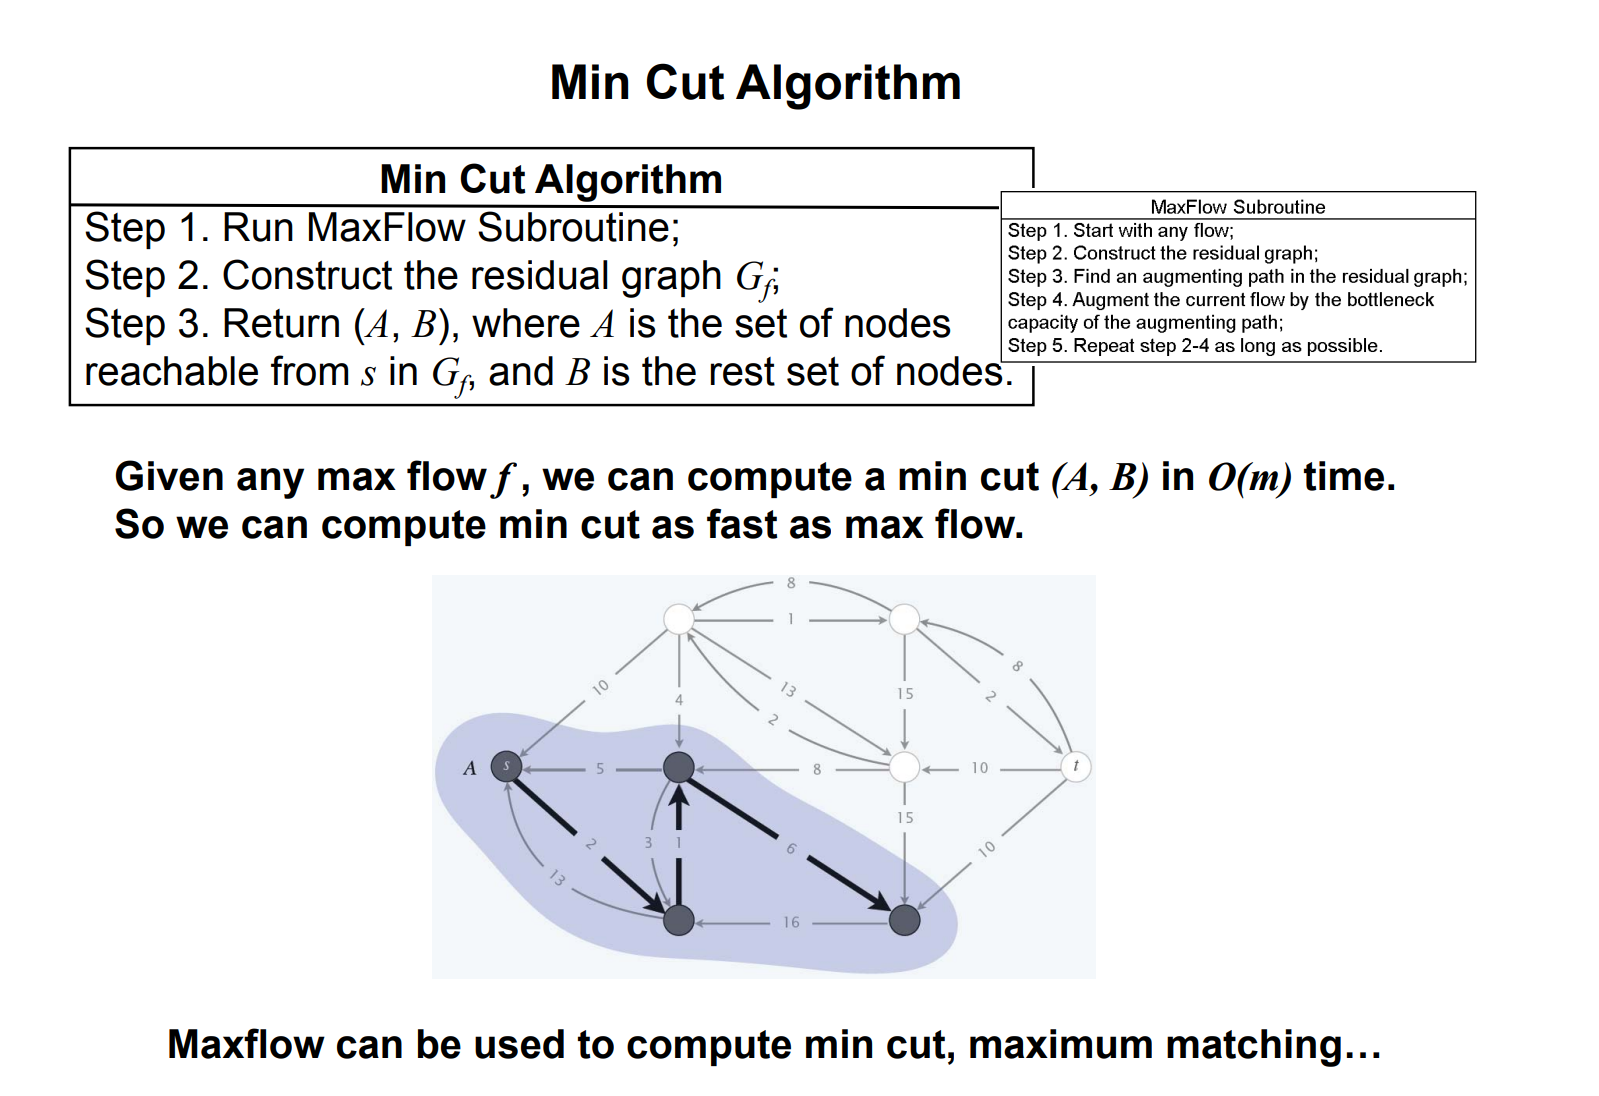 Min Cut Algorithm
Min Cut Algorithm
Step 1. Run MaxFlow Subroutine;
Step 2. Construct the residual graph Gf;
Step 3. Return (A, B), where A is the set of nodes
reachable from s in Gf, and B is the rest set of nodes.
MaxFlow Subroutine
Step 1. Start with any flow;
Step 2. Construct the residual graph;
Step 3. Find an augmenting path in the residual graph;
Step 4. Augment the current flow by the bottleneck
capacity of the augmenting path;
Step 5. Repeat step 2-4 as long as possible.
Given any max flow f , we can compute a min cut (A, B) in O(m) time.
So we can compute min cut as fast as max flow.
8
1
8
10
4
13
2
15
2
A
s
5
8
10
t
2
3
1
6
15
10
13
16
Maxflow can be used to compute min cut, maximum matching…